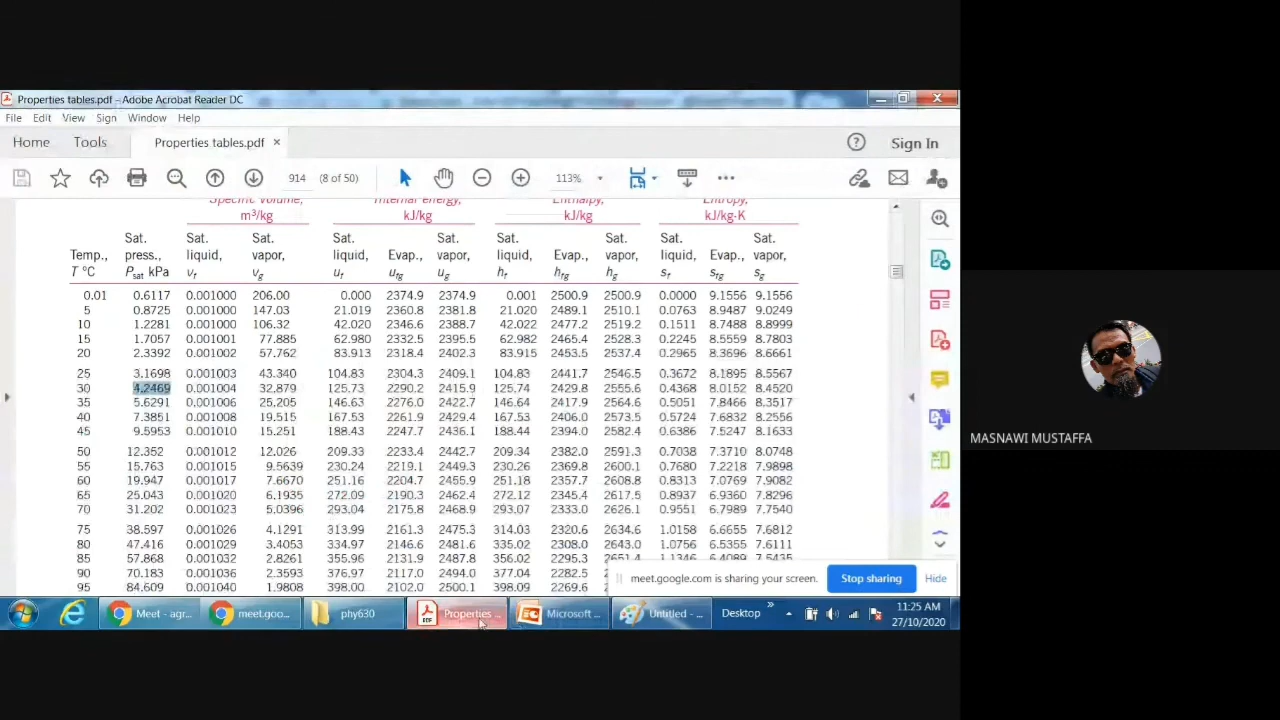 Properties tables.pdf - Adobe Acrobat Reader DC
File Edit View Sign Window Help
Home Tools Properties tables.pdf × Sign In
914 (8 of 50) 113%
Specific volume, Internal energy, Enthalpy, Entropy,
m³/kg kJ/kg kJ/kg kJ/kg·K
Sat. Sat. Sat. Sat. Sat. Sat. Sat. Sat.
Temp., press., liquid, vapor, liquid, Evap., vapor, liquid, Evap., vapor, liquid, Evap., vapor,
T °C Psat kPa vf vg uf ufg ug hf hfg hg sf sfg sg
0.01 0.6117 0.001000 206.00 0.000 2374.9 2374.9 0.001 2500.9 2500.9 0.0000 9.1556 9.1556
5 0.8725 0.001000 147.03 21.019 2360.8 2381.8 21.020 2489.1 2510.1 0.0763 8.9487 9.0249
10 1.2281 0.001000 106.32 42.020 2346.6 2388.7 42.022 2477.2 2519.2 0.1511 8.7488 8.8999
15 1.7057 0.001001 77.885 62.980 2332.5 2395.5 62.982 2465.4 2528.3 0.2245 8.5559 8.7803
20 2.3392 0.001002 57.762 83.913 2318.4 2402.3 83.915 2453.5 2537.4 0.2965 8.3696 8.6661
25 3.1698 0.001003 43.340 104.83 2304.3 2409.1 104.83 2441.7 2546.5 0.3672 8.1895 8.5567
30 4.2469 0.001004 32.879 125.73 2290.2 2415.9 125.74 2429.8 2555.6 0.4368 8.0152 8.4520
35 5.6291 0.001006 25.205 146.63 2276.0 2422.7 146.64 2417.9 2564.6 0.5051 7.8466 8.3517
40 7.3851 0.001008 19.515 167.53 2261.9 2429.4 167.53 2406.0 2573.5 0.5724 7.6832 8.2556
45 9.5953 0.001010 15.251 188.43 2247.7 2436.1 188.44 2394.0 2582.4 0.6386 7.5247 8.1633
50 12.352 0.001012 12.026 209.33 2233.4 2442.7 209.34 2382.0 2591.3 0.7038 7.3710 8.0748
55 15.763 0.001015 9.5639 230.24 2219.1 2449.3 230.26 2369.8 2600.1 0.7680 7.2218 7.9898
60 19.947 0.001017 7.6670 251.16 2204.7 2455.9 251.18 2357.7 2608.8 0.8313 7.0769 7.9082
65 25.043 0.001020 6.1935 272.09 2190.3 2462.4 272.12 2345.4 2617.5 0.8937 6.9360 7.8296
70 31.202 0.001023 5.0396 293.04 2175.8 2468.9 293.07 2333.0 2626.1 0.9551 6.7989 7.7540
75 38.597 0.001026 4.1291 313.99 2161.3 2475.3 314.03 2320.6 2634.6 1.0158 6.6655 7.6812
80 47.416 0.001029 3.4053 334.97 2146.6 2481.6 335.02 2308.0 2643.0 1.0756 6.5355 7.6111
85 57.868 0.001032 2.8261 355.96 2131.9 2487.8 356.02 2295.3 2651.4 1.1346 6.4089 7.5435
90 70.183 0.001036 2.3593 376.97 2117.0 2494.0 377.04 2282.5
95 84.609 0.001040 1.9808 398.00 2102.0 2500.1 398.09 2269.6
meet.google.com is sharing your screen. Stop sharing Hide
Meet - agr... meet.goo... phy630 Properties ... Microsoft ... Untitled - ... Desktop » 11:25 AM
27/10/2020
MASNAWI MUSTAFFA